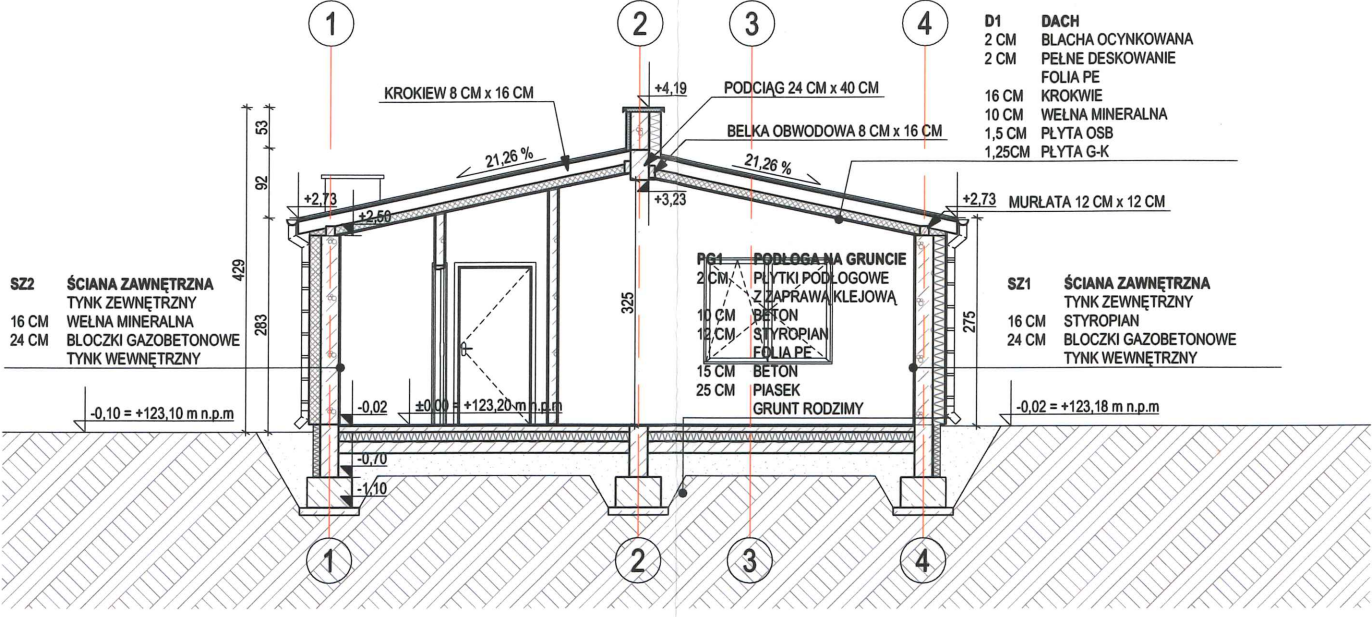 1
2
3
4
D1 DACH
2 CM BLACHA OCYNKOWANA
2 CM PEŁNE DESKOWANIE
FOLIA PE
16 CM KROKWIE
10 CM WEŁNA MINERALNA
1,5 CM PŁYTA OSB
1,25CM PŁYTA G-K
KROKIEW 8 CM x 16 CM
+4,19
PODCIĄG 24 CM x 40 CM
BELKA OBWODOWA 8 CM x 16 CM
53
92
429
283
21,26 %
21,26 %
+2,73
+2,50
+3,23
+2,73
MURŁATA 12 CM x 12 CM
SZ2 ŚCIANA ZAWNĘTRZNA
TYNK ZEWNĘTRZNY
16 CM WEŁNA MINERALNA
24 CM BLOCZKI GAZOBETONOWE
TYNK WEWNĘTRZNY
325
PG1 PODŁOGA NA GRUNCIE
2 CM PŁYTKI PODŁOGOWE
Z ZAPRAWĄ KLEJOWĄ
10 CM BETON
12 CM STYROPIAN
FOLIA PE
15 CM BETON
25 CM PIASEK
GRUNT RODZIMY
275
SZ1 ŚCIANA ZAWNĘTRZNA
TYNK ZEWNĘTRZNY
16 CM STYROPIAN
24 CM BLOCZKI GAZOBETONOWE
TYNK WEWNĘTRZNY
-0,10 = +123,10 m n.p.m
-0,02
±0,00 = +123,20 m n.p.m
-0,02 = +123,18 m n.p.m
-0,70
-1,10
1
2
3
4